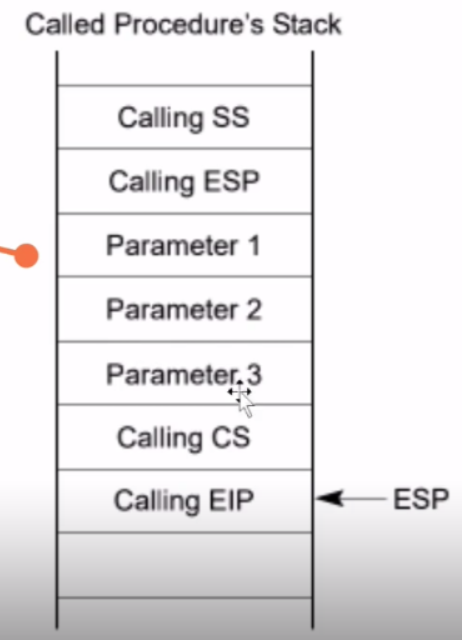 Called Procedure's Stack
Calling SS
Calling ESP
Parameter 1
Parameter 2
Parameter 3
Calling CS
Calling EIP
ESP